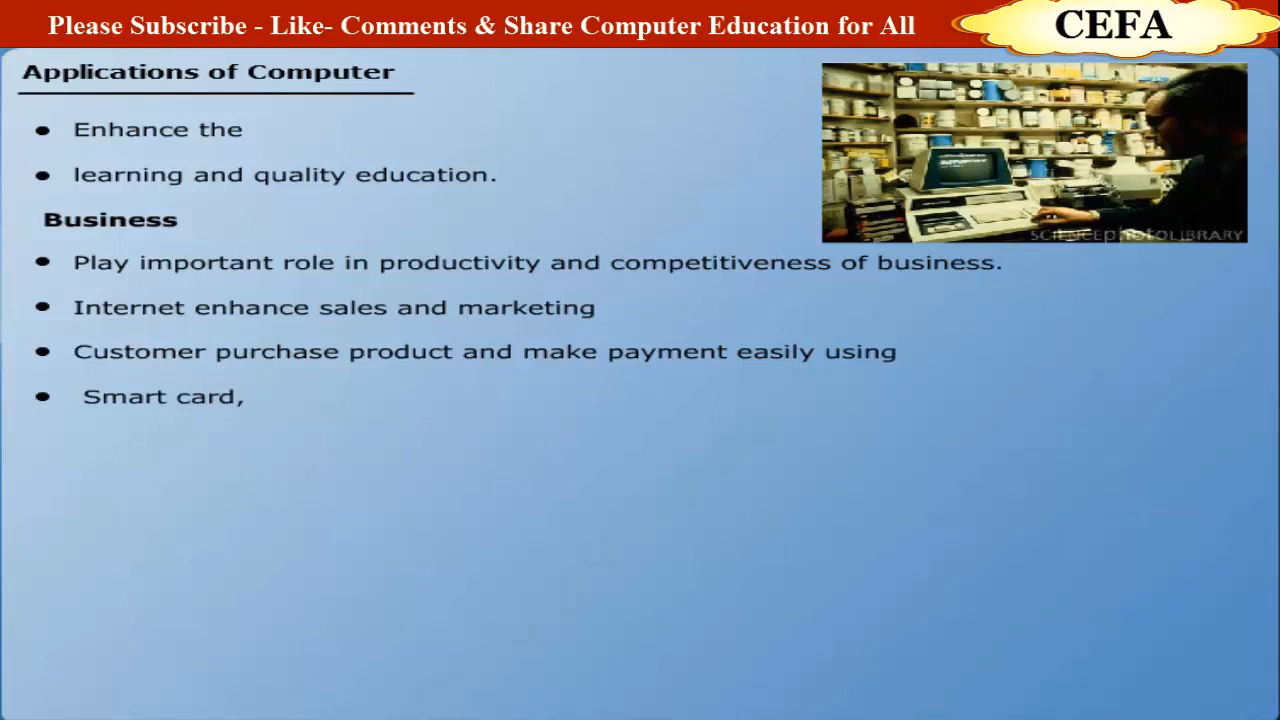 Please Subscribe - Like- Comments & Share Computer Education for All
CEFA
Applications of Computer
• Enhance the
• learning and quality education.
Business
• Play important role in productivity and competitiveness of business.
• Internet enhance sales and marketing
• Customer purchase product and make payment easily using
• Smart card,
SCIENCEphotoLIBRARY